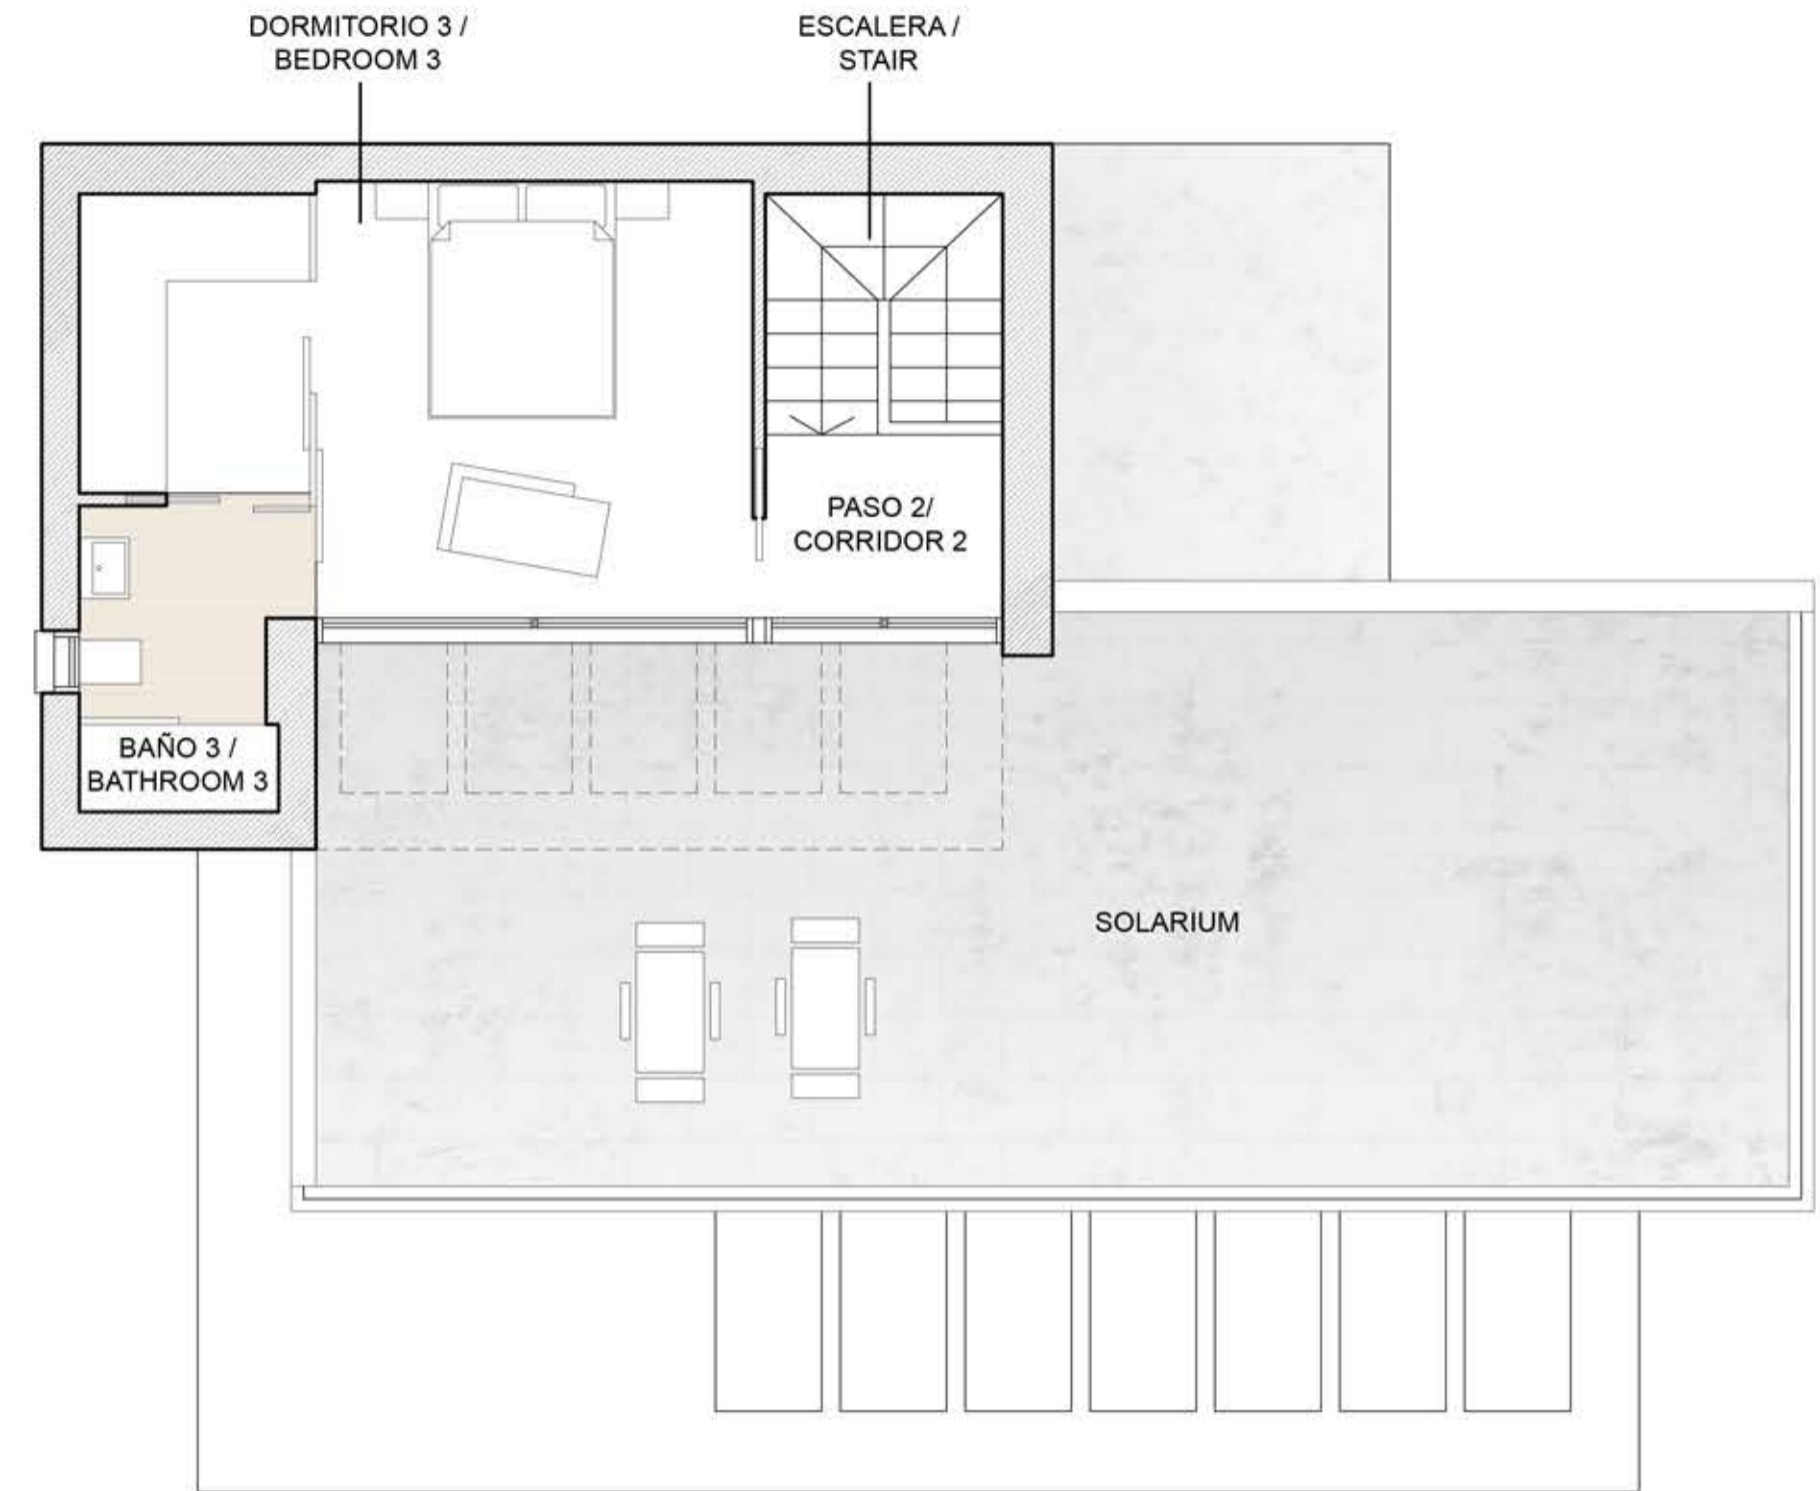 DORMITORIO 3 /
BEDROOM 3
ESCALERA /
STAIR
PASO 2/
CORRIDOR 2
BAÑO 3 /
BATHROOM 3
SOLARIUM